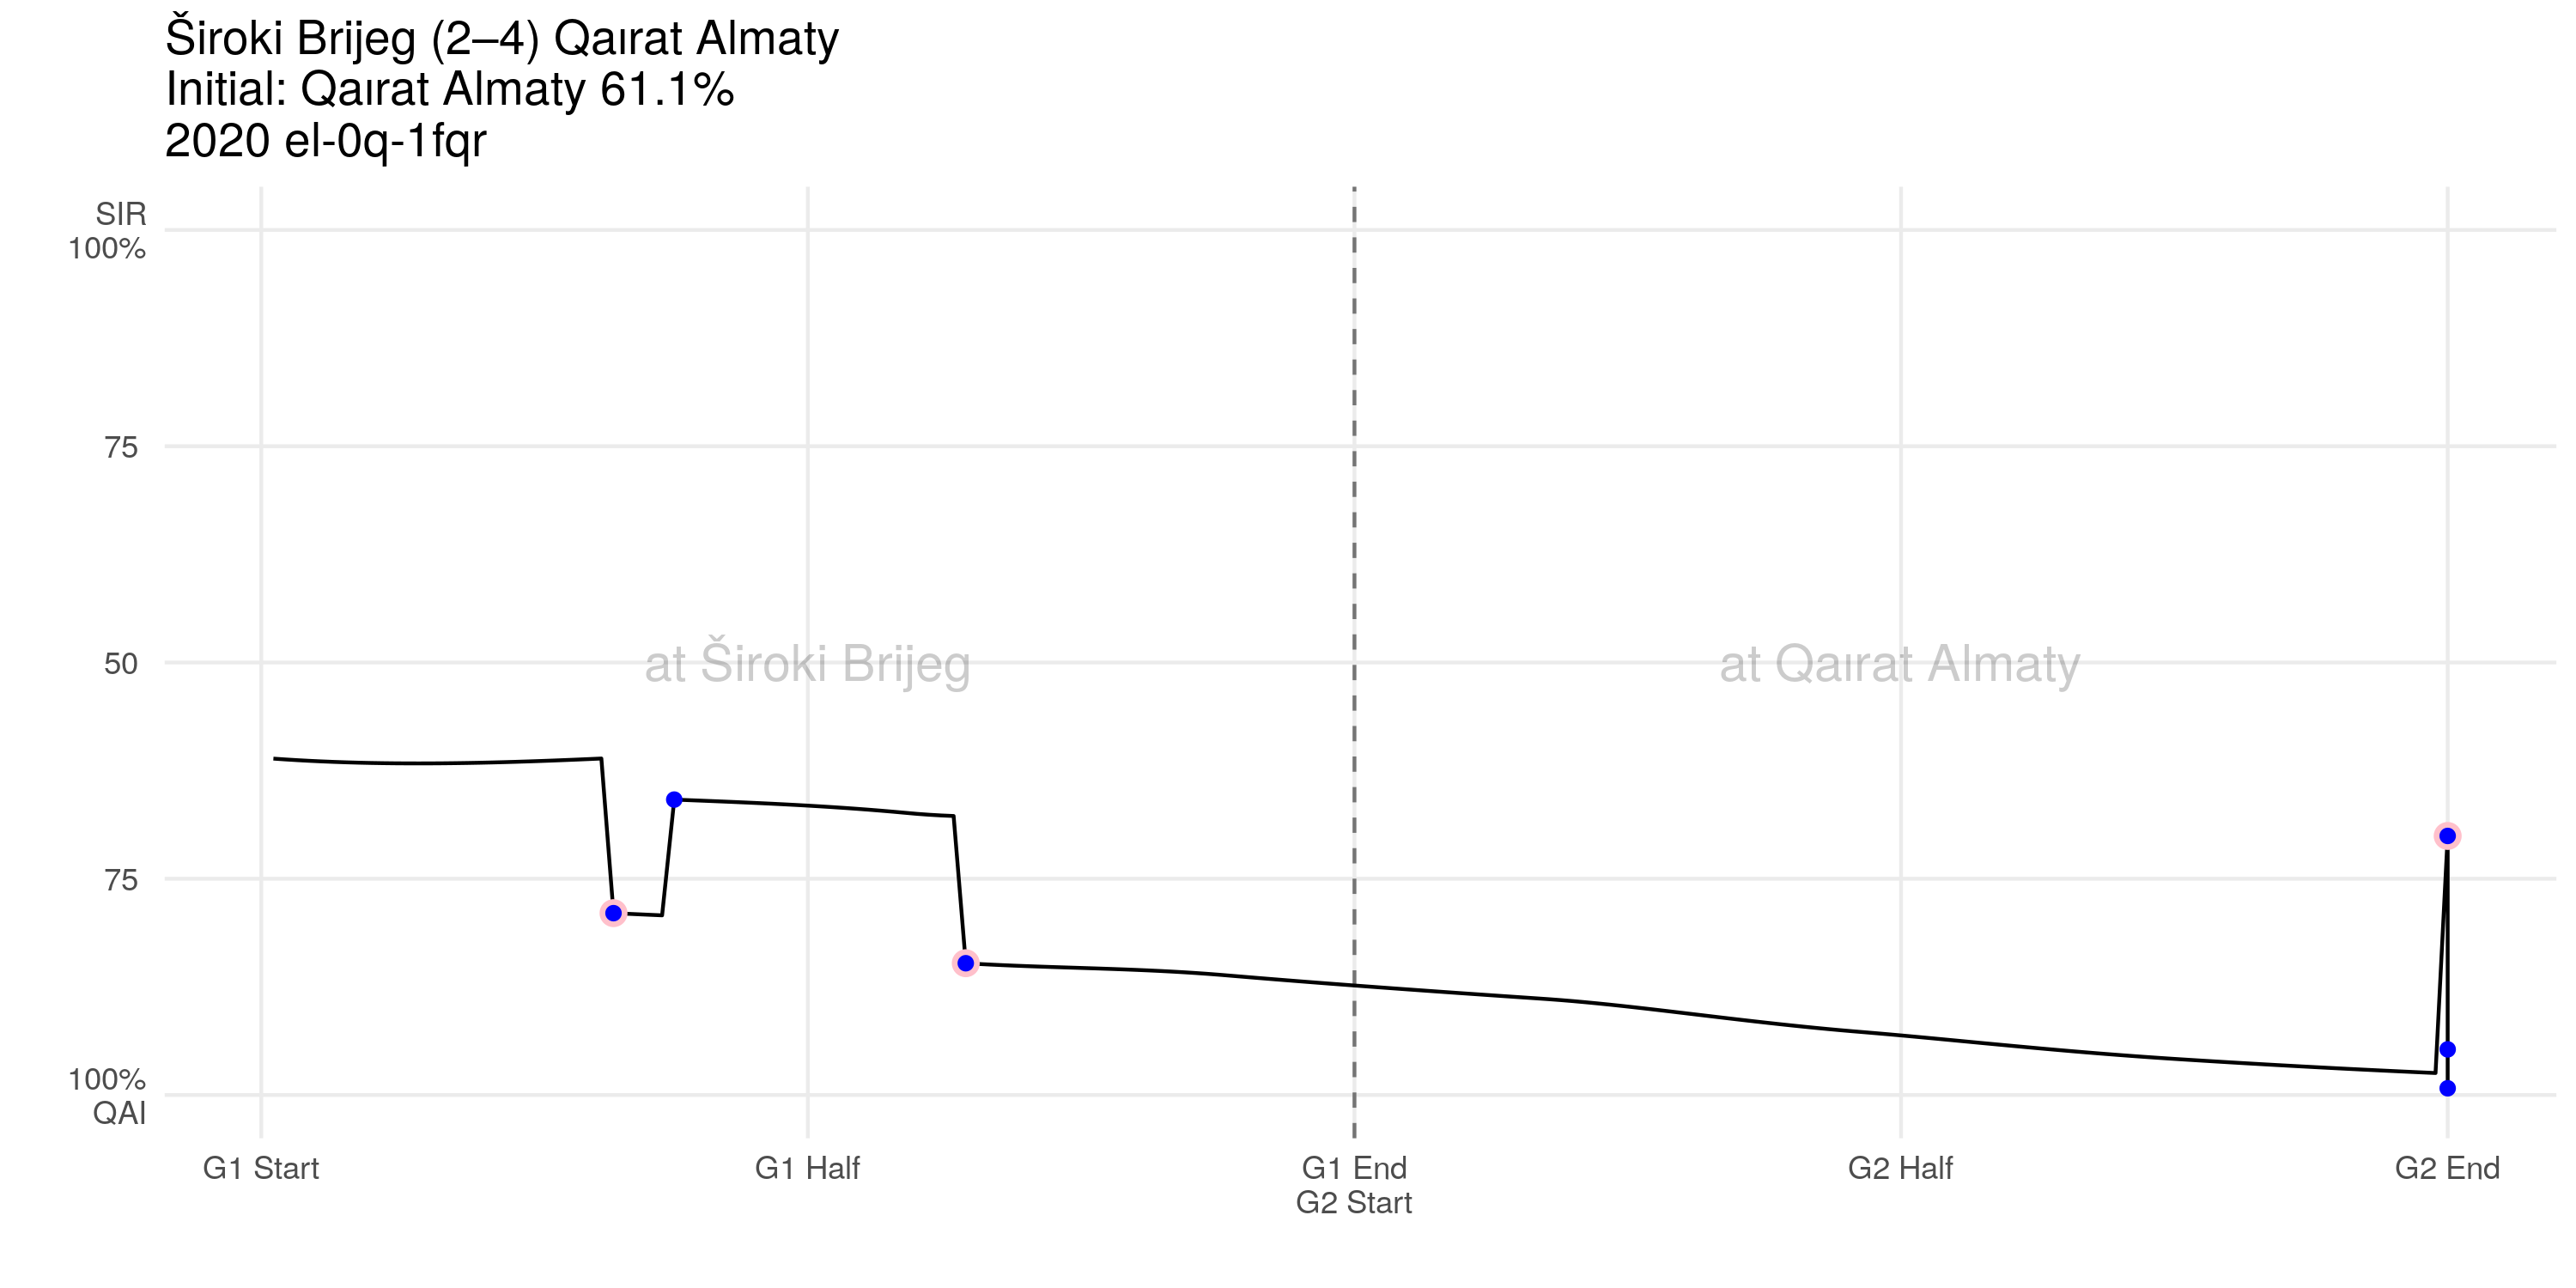 Široki Brijeg (2–4) Qaırat Almaty
Initial: Qaırat Almaty 61.1%
2020 el-0q-1fqr
SIR
100%
75
50
75
100%
QAI
at Široki Brijeg
at Qaırat Almaty
G1 Start
G1 Half
G1 End
G2 Start
G2 Half
G2 End